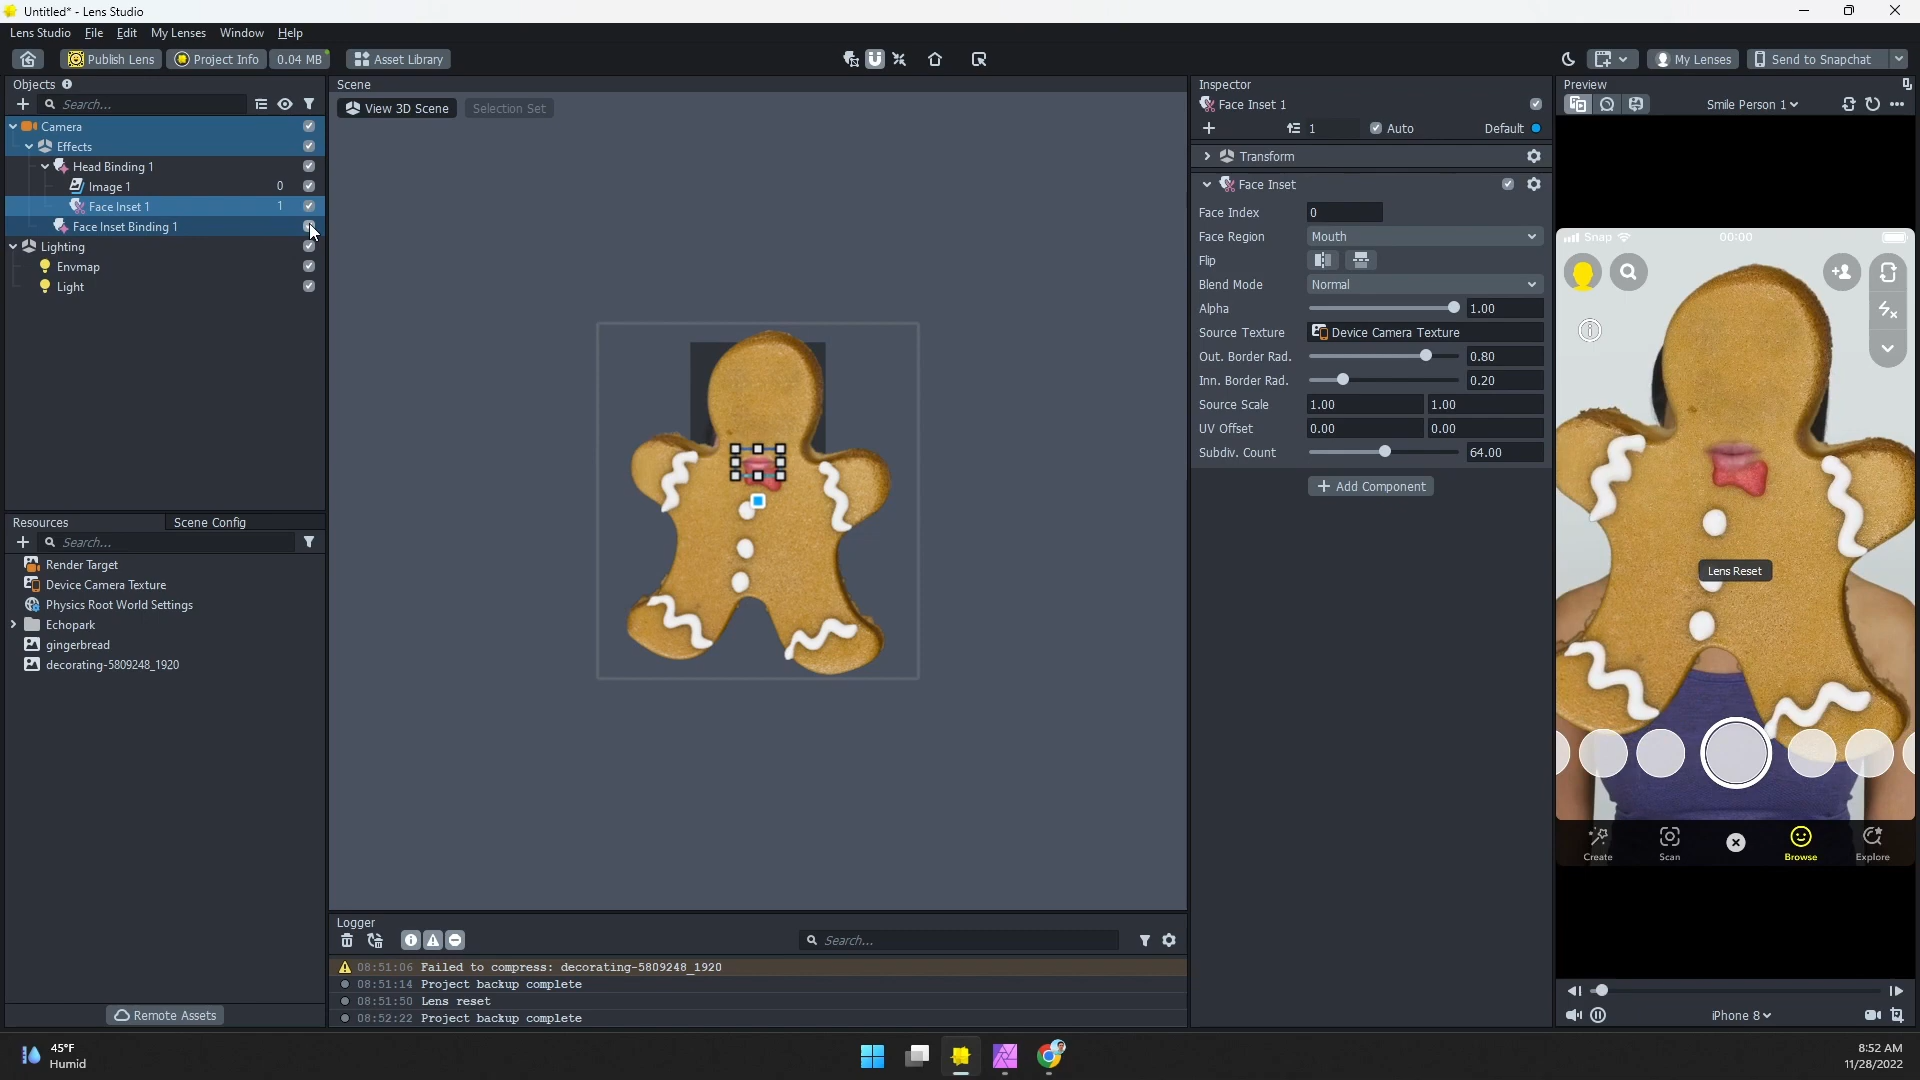 Untitled* - Lens Studio
Lens Studio File Edit My Lenses Window Help
Publish Lens Project Info 0.04 MB Asset Library My Lenses Send to Snapchat
Objects
Search...
Camera
Effects
Head Binding 1
Image 1 0
Face Inset 1 1
Face Inset Binding 1
Lighting
Envmap
Light
Resources Scene Config
Search...
Render Target
Device Camera Texture
Physics Root World Settings
Echopark
gingerbread
decorating-5809248_1920
Remote Assets
Scene
View 3D Scene Selection Set
Logger
Search...
08:51:06 Failed to compress: decorating-5809248_1920
08:51:14 Project backup complete
08:51:50 Lens reset
08:52:22 Project backup complete
Inspector
Face Inset 1
1 Auto Default
Transform
Face Inset
Face Index 0
Face Region Mouth
Flip
Blend Mode Normal
Alpha 1.00
Source Texture Device Camera Texture
Out. Border Rad. 0.80
Inn. Border Rad. 0.20
Source Scale 1.00 1.00
UV Offset 0.00 0.00
Subdiv. Count 64.00
+ Add Component
Preview
Smile Person 1
Snap 00:00
Lens Reset
Create Scan Browse Explore
iPhone 8
45°F
Humid
8:52 AM
11/28/2022